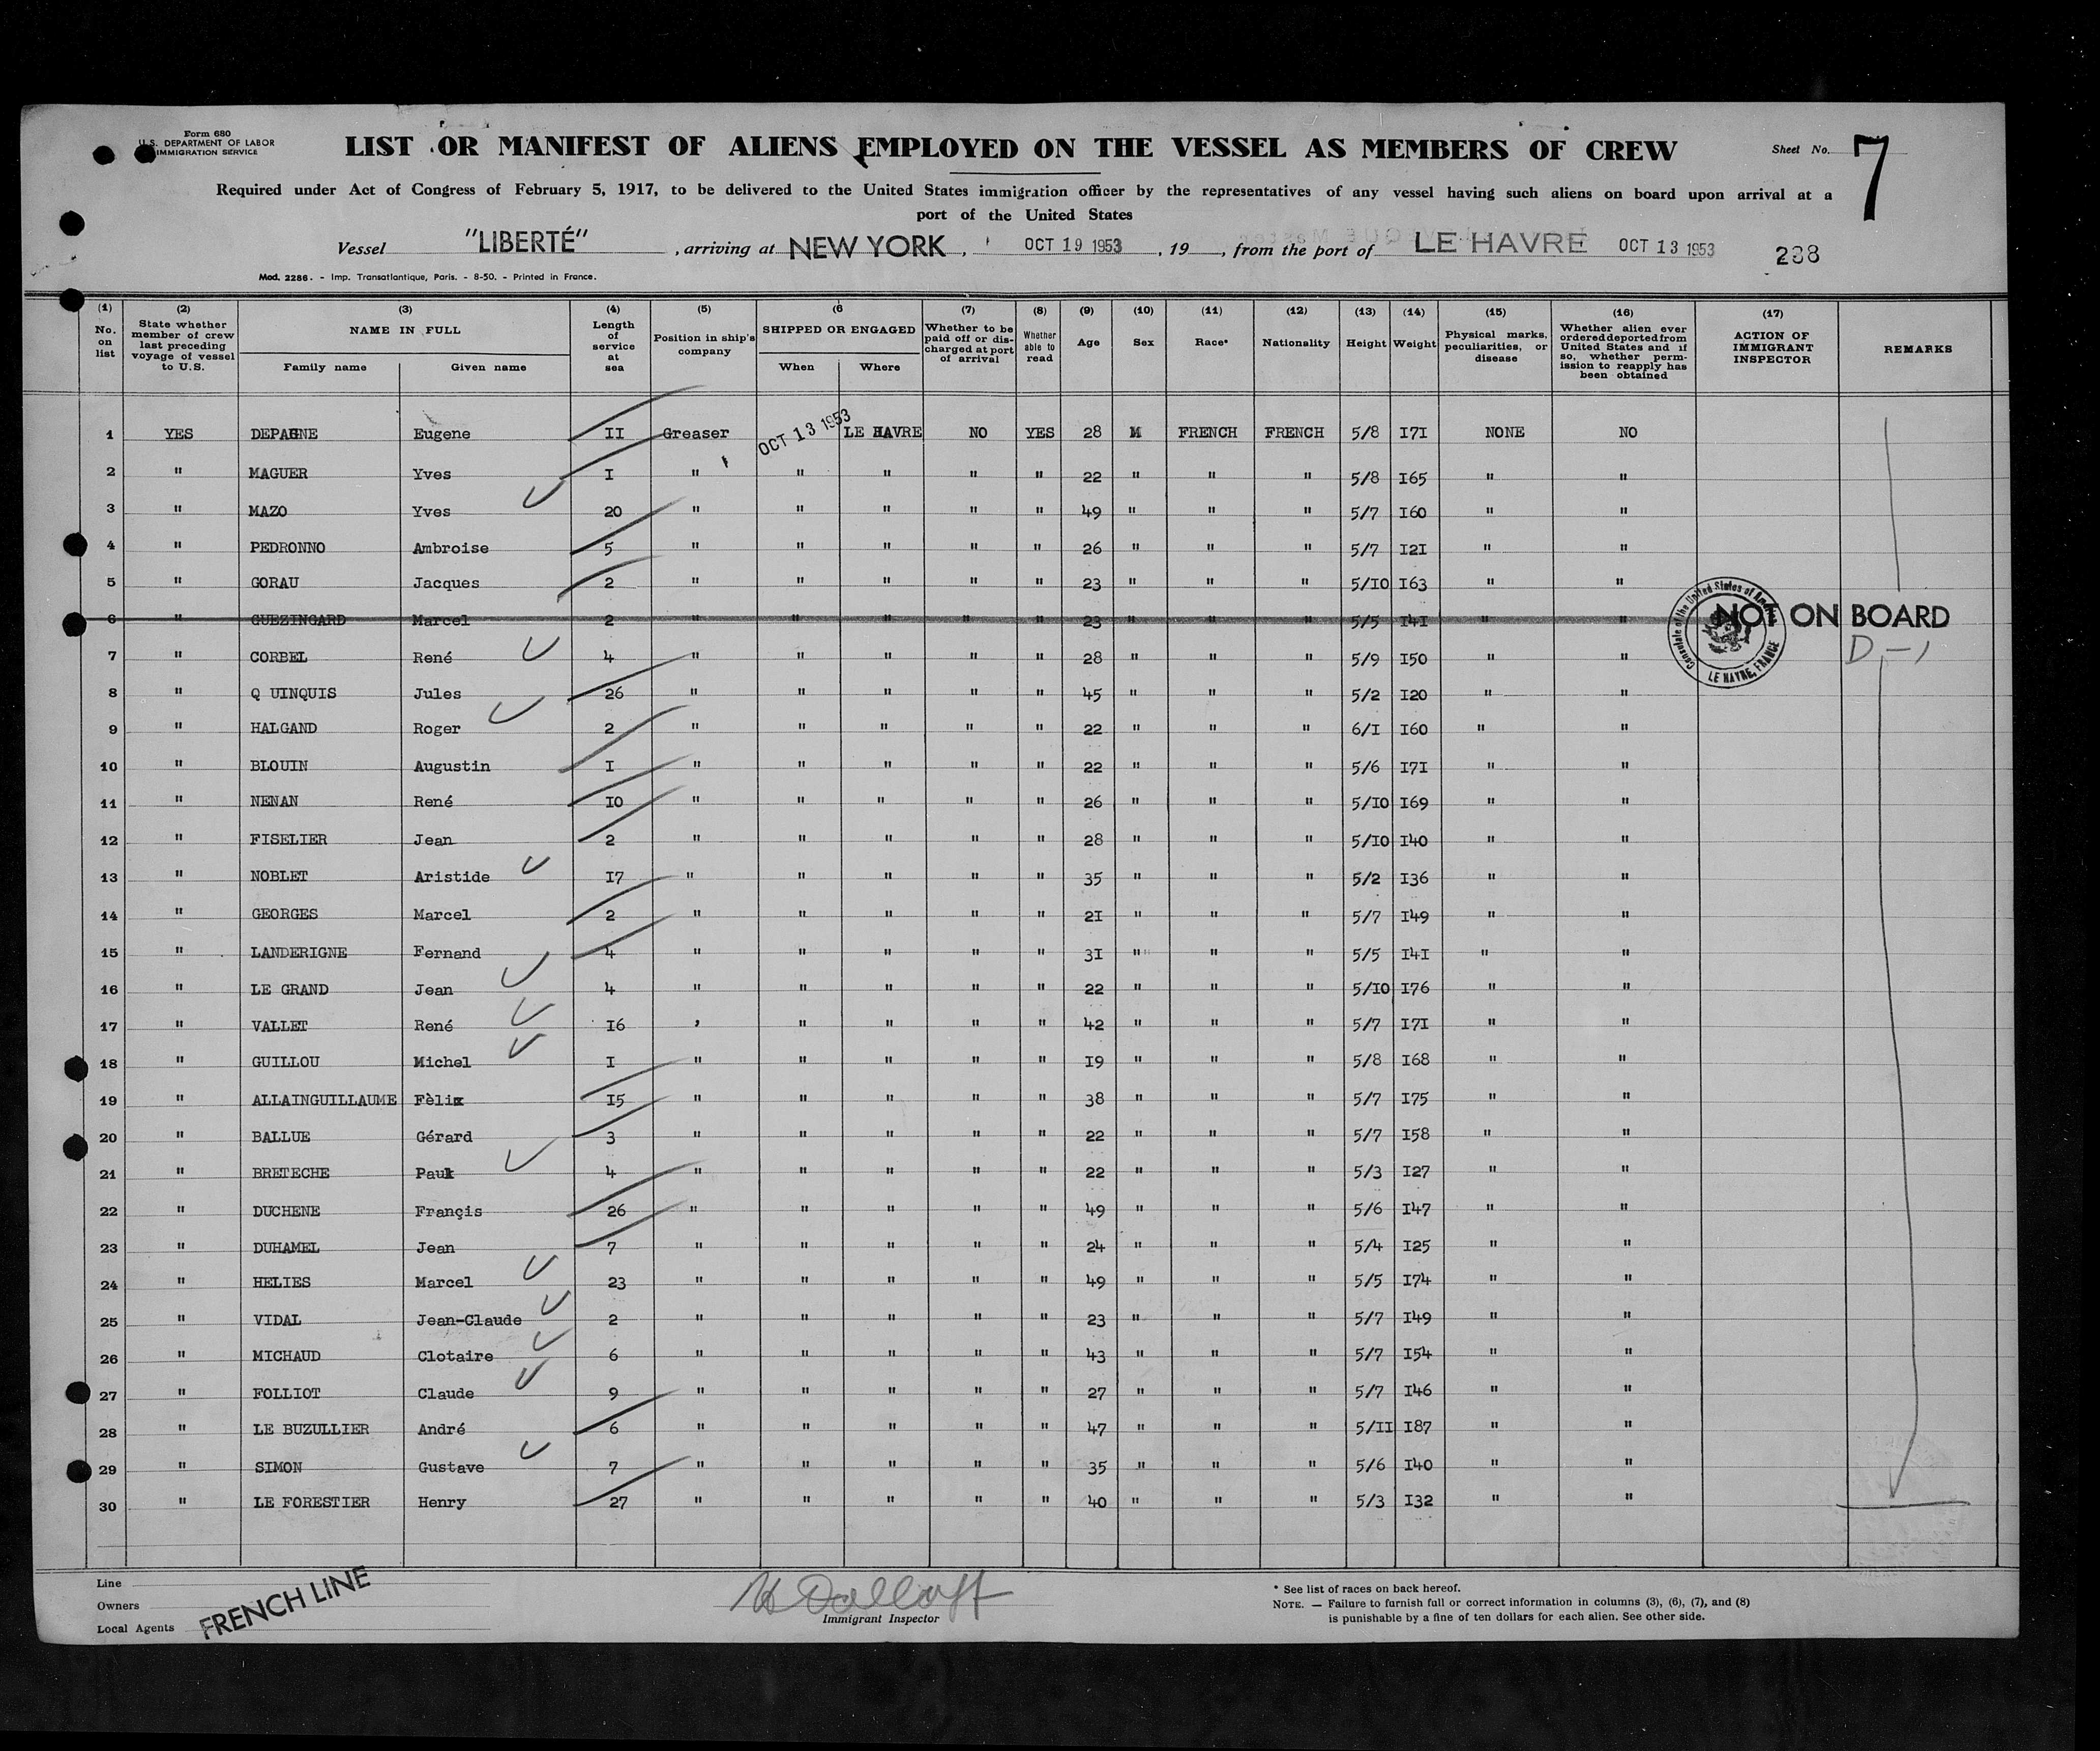 Form 680
U.S. DEPARTMENT OF LABOR
IMMIGRATION SERVICE
LIST OR MANIFEST OF ALIENS EMPLOYED ON THE VESSEL AS MEMBERS OF CREW
Sheet No. 7
Required under Act of Congress of February 5, 1917, to be delivered to the United States immigration officer by the representatives of any vessel having such aliens on board upon arrival at a
port of the United States
Vessel "LIBERTÉ", arriving at NEW YORK, OCT 19 1953, 19, from the port of LE HAVRE OCT 13 1953 288
Mod. 2286. - Imp. Transatlantique, Paris. - 8-50. - Printed in France.
(1) No. on list (2) State whether member of crew last preceding voyage of vessel to U.S. (3) NAME IN FULL Family name Given name (4) Length of service at sea (5) Position in ship's company (6 SHIPPED OR ENGAGED When Where (7) Whether to be paid off or discharged at port of arrival (8) Whether able to read (9) Age (10) Sex (11) Race* (12) Nationality (13) Height (14) Weight (15) Physical marks, peculiarities, or disease (16) Whether alien ever ordered deported from United States and if so, whether permission to reapply has been obtained (17) ACTION OF IMMIGRANT INSPECTOR REMARKS
1 YES DEPAGNE Eugene II Greaser OCT 13 1953 LE HAVRE NO YES 28 M FRENCH FRENCH 5/8 I7I NONE NO
2 " MAGUER Yves I " " " " " 22 " " " 5/8 I65 " "
3 " MAZO Yves 20 " " " " " 49 " " " 5/7 I60 " "
4 " PEDRONNO Ambroise 5 " " " " " 26 " " " 5/7 I2I " "
5 " GORAU Jacques 2 " " " " " 23 " " " 5/10 I63 " "
6 " GUEZINGARD Marcel 2 " " " " " 23 " " " 5/5 I4I " " NOT ON BOARD
Consulate of the United States of America LE HAVRE, FRANCE
7 " CORBEL René 4 " " " " " 28 " " " 5/9 I50 " " D-1
8 " Q UINQUIS Jules 26 " " " " " 45 " " " 5/2 I20 " "
9 " HALGAND Roger 2 " " " " " 22 " " " 6/I I60 " "
10 " BLOUIN Augustin I " " " " " 22 " " " 5/6 I7I " "
11 " NENAN René IO " " " " " 26 " " " 5/IO I69 " "
12 " FISELIER Jean 2 " " " " " 28 " " " 5/IO I40 " "
13 " NOBLET Aristide I7 " " " " " 35 " " " 5/2 I36 " "
14 " GEORGES Marcel 2 " " " " " 2I " " " 5/7 I49 " "
15 " LANDERIGNE Fernand 4 " " " " " 3I " " " 5/5 I4I " "
16 " LE GRAND Jean 4 " " " " " 22 " " " 5/IO I76 " "
17 " VALLET René I6 ' " " " " 42 " " " 5/7 I7I " "
18 " GUILLOU Michel I " " " " " I9 " " " 5/8 I68 " "
19 " ALLAINGUILLAUME Fèlix I5 " " " " " 38 " " " 5/7 I75 " "
20 " BALLUE Gérard 3 " " " " " 22 " " " 5/7 I58 " "
21 " BRETECHE Paul 4 " " " " " 22 " " " 5/3 I27 " "
22 " DUCHENE Françis 26 " " " " " 49 " " " 5/6 I47 " "
23 " DUHAMEL Jean 7 " " " " " 24 " " " 5/4 I25 " "
24 " HELIES Marcel 23 " " " " " 49 " " " 5/5 I74 " "
25 " VIDAL Jean-Claude 2 " " " " " 23 " " " 5/7 I49 " "
26 " MICHAUD Clotaire 6 " " " " " 43 " " " 5/7 I54 " "
27 " FOLLIOT Claude 9 " " " " " 27 " " " 5/7 I46 " "
28 " LE BUZULLIER André 6 " " " " " 47 " " " 5/II I87 " "
29 " SIMON Gustave 7 " " " " " 35 " " " 5/6 I40 " "
30 " LE FORESTIER Henry 27 " " " " " 40 " " " 5/3 I32 " "
Line
Owners
Local Agents
FRENCH LINE
Immigrant Inspector
* See list of races on back hereof.
NOTE. — Failure to furnish full or correct information in columns (3), (6), (7), and (8)
is punishable by a fine of ten dollars for each alien. See other side.